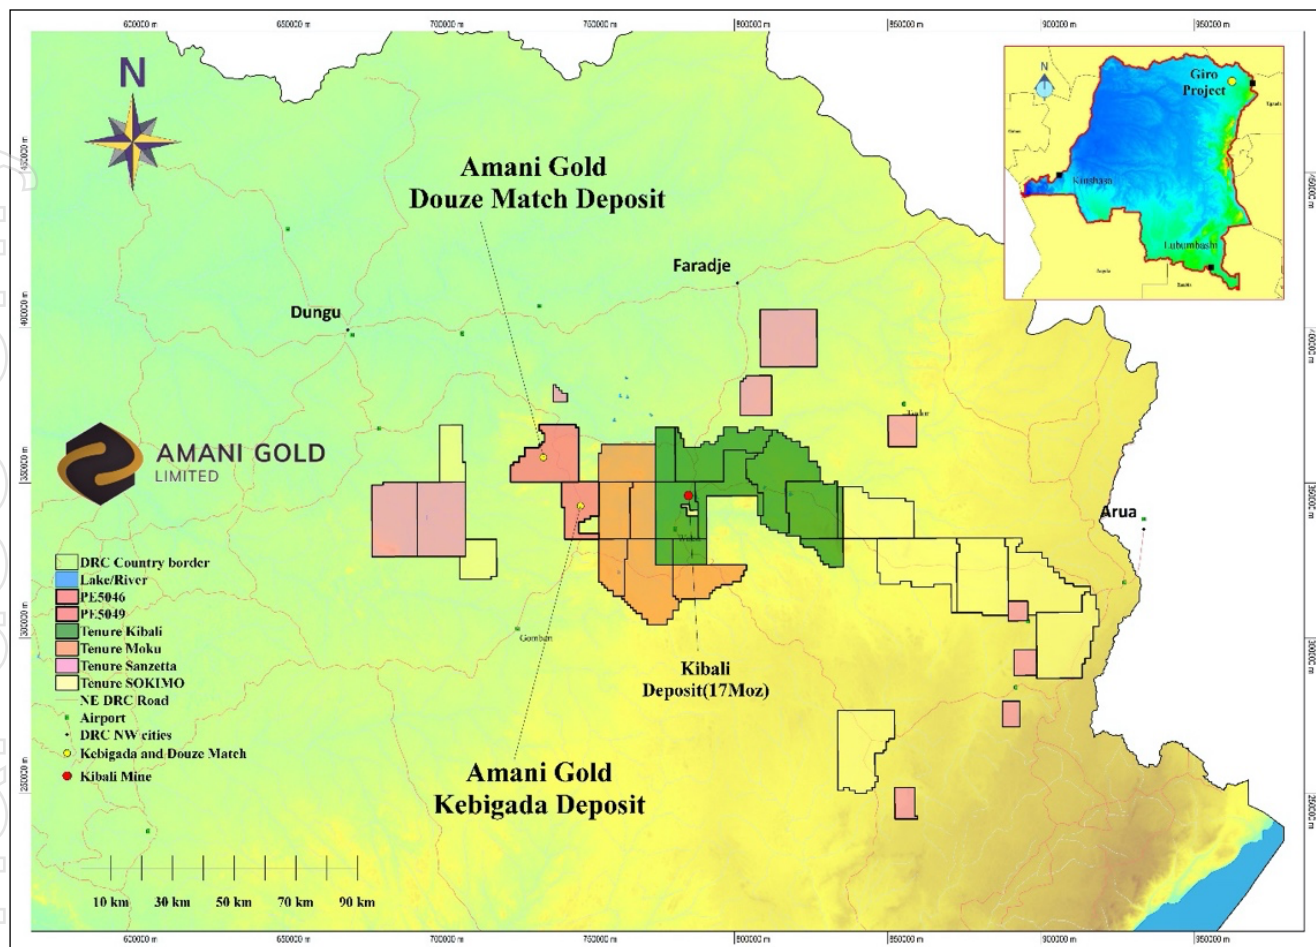 600000 m 650000 m 700000 m 750000 m 800000 m 850000 m 900000 m 950000 m
N
Giro
Project
Kinshasa
Lubumbashi
Amani Gold
Douze Match Deposit
Faradje
Dungu
AMANI GOLD
LIMITED
Arua
DRC Country border
Lake/River
PE5046
PE5049
Tenure Kibali
Tenure Moku
Tenure Sanzetta
Tenure SOKIMO
NE DRC Road
Airport
DRC NW cities
Kebigada and Douze Match
Kibali Mine
Kibali
Deposit(17Moz)
Amani Gold
Kebigada Deposit
10 km 30 km 50 km 70 km 90 km
400000 m
350000 m
300000 m
250000 m
600000 m 650000 m 700000 m 750000 m 800000 m 850000 m 900000 m 950000 m